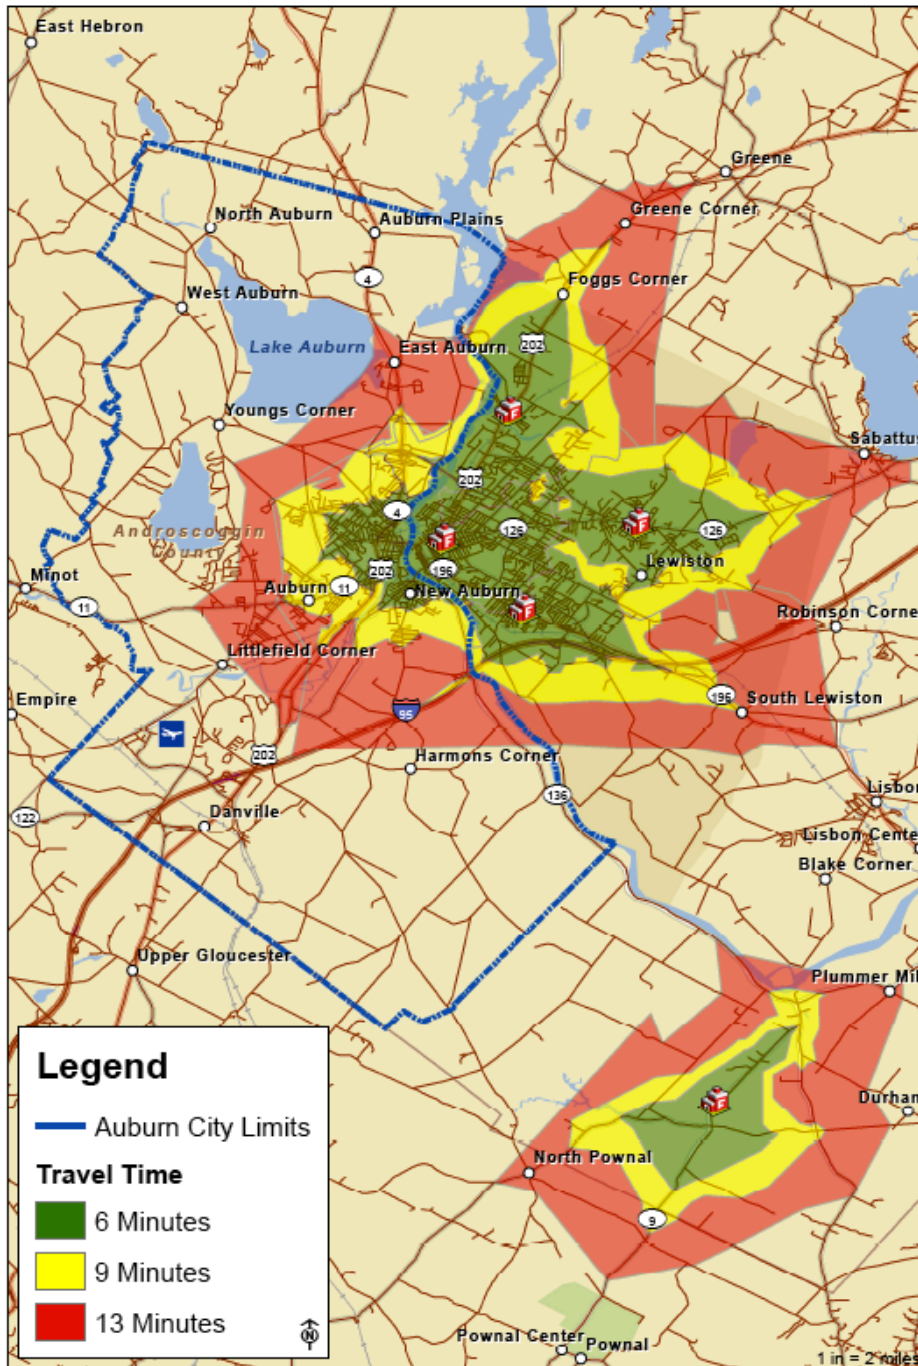 East Hebron
Greene
North Auburn
Auburn Plains
Greene Corner
4
Foggs Corner
West Auburn
202
Lake Auburn
East Auburn
Youngs Corner
Sabattus
202
4
Androscoggin
County
126
126
Minot
11
202
196
Lewiston
Auburn
11
New Auburn
Robinson Corne
Littlefield Corner
Empire
95
196
South Lewiston
202
Harmons Corner
136
122
Danville
Lisbon
Lisbon Cente
Blake Corner
Upper Gloucester
Plummer Mil
Legend
Auburn City Limits
Travel Time
6 Minutes
9 Minutes
13 Minutes
N
F
F
F
F
F
Durham
North Pownal
9
Pownal Center
Pownal
1 in = 2 miles